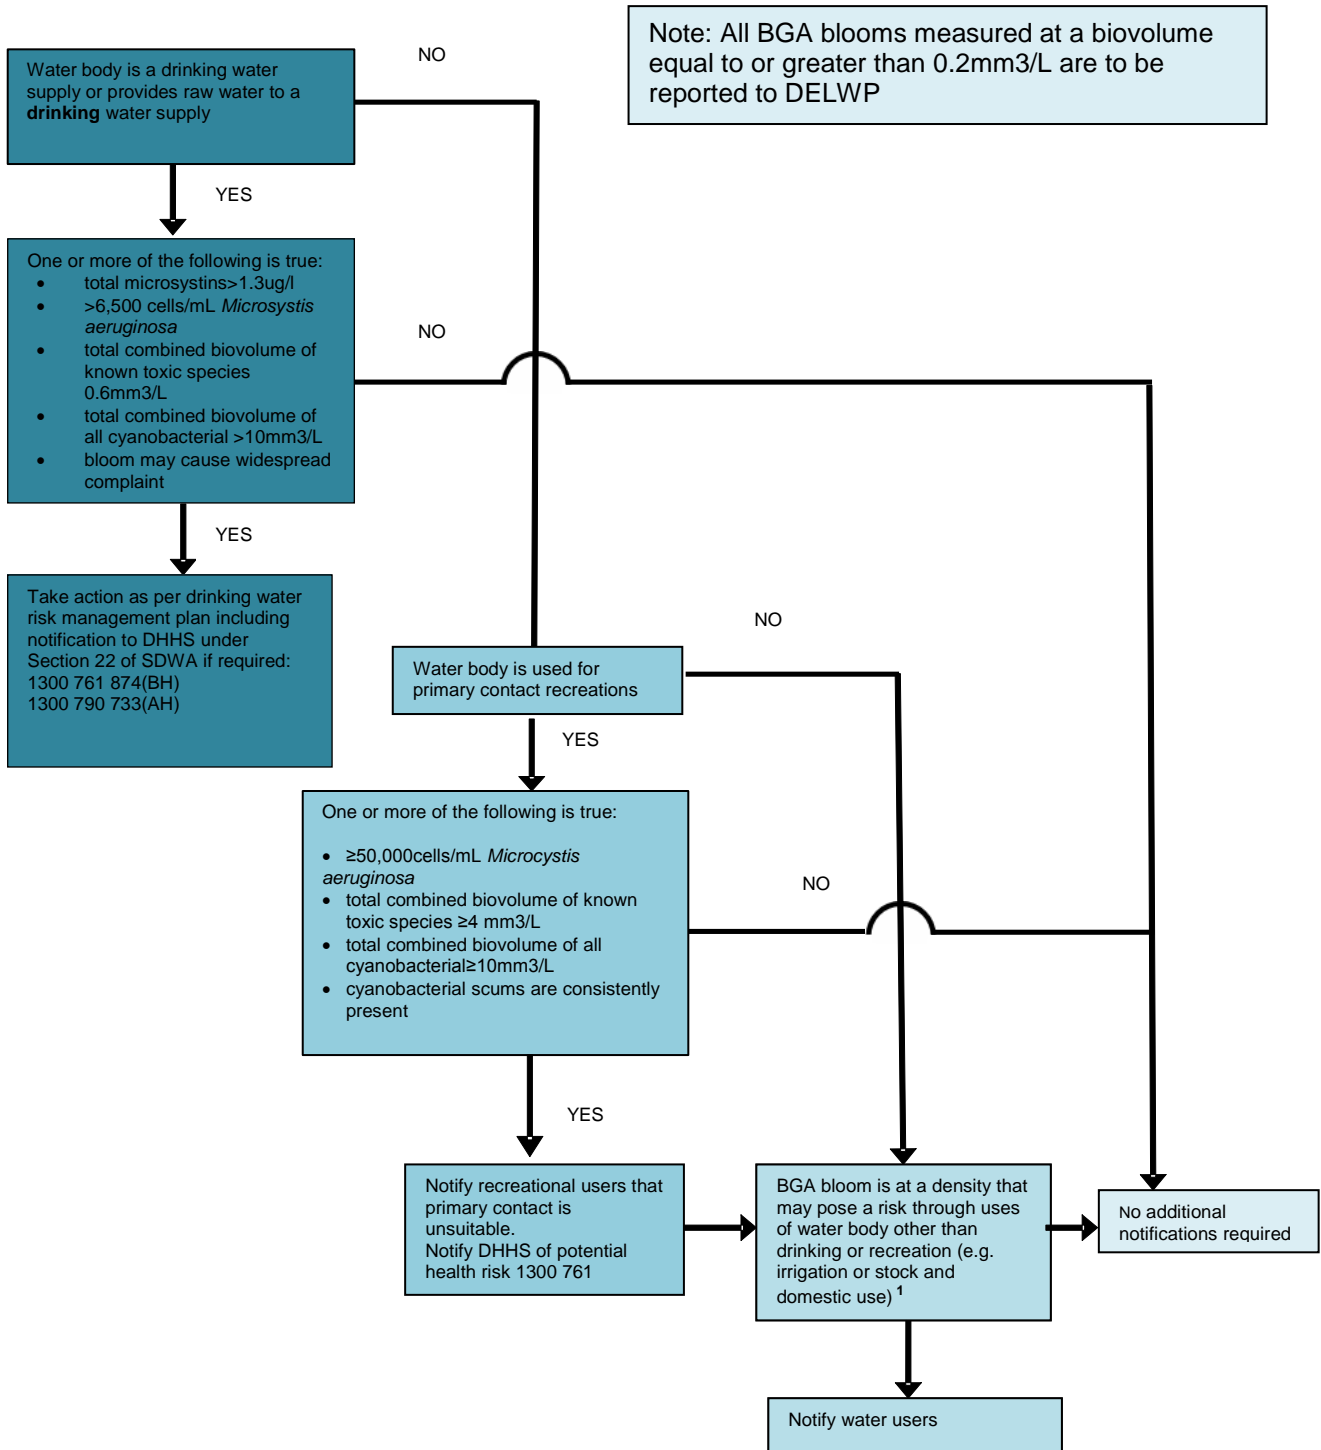 Note: All BGA blooms measured at a biovolume
equal to or greater than 0.2mm3/L are to be
reported to DELWP
NO
Water body is a drinking water
supply or provides raw water to a
drinking water supply
YES
One or more of the following is true:
• total microsystins>1.3ug/l
• >6,500 cells/mL Microsystis
aeruginosa
• total combined biovolume of
known toxic species
0.6mm3/L
• total combined biovolume of
all cyanobacterial >10mm3/L
• bloom may cause widespread
complaint
NO
YES
Take action as per drinking water
risk management plan including
notification to DHHS under
Section 22 of SDWA if required:
1300 761 874(BH)
1300 790 733(AH)
NO
Water body is used for
primary contact recreations
YES
One or more of the following is true:
• ≥50,000cells/mL Microcystis
aeruginosa
• total combined biovolume of known
toxic species ≥4 mm3/L
• total combined biovolume of all
cyanobacterial≥10mm3/L
• cyanobacterial scums are consistently
present
NO
YES
Notify recreational users that
primary contact is
unsuitable.
Notify DHHS of potential
health risk 1300 761
BGA bloom is at a density that
may pose a risk through uses
of water body other than
drinking or recreation (e.g.
irrigation or stock and
domestic use) 1
No additional
notifications required
Notify water users